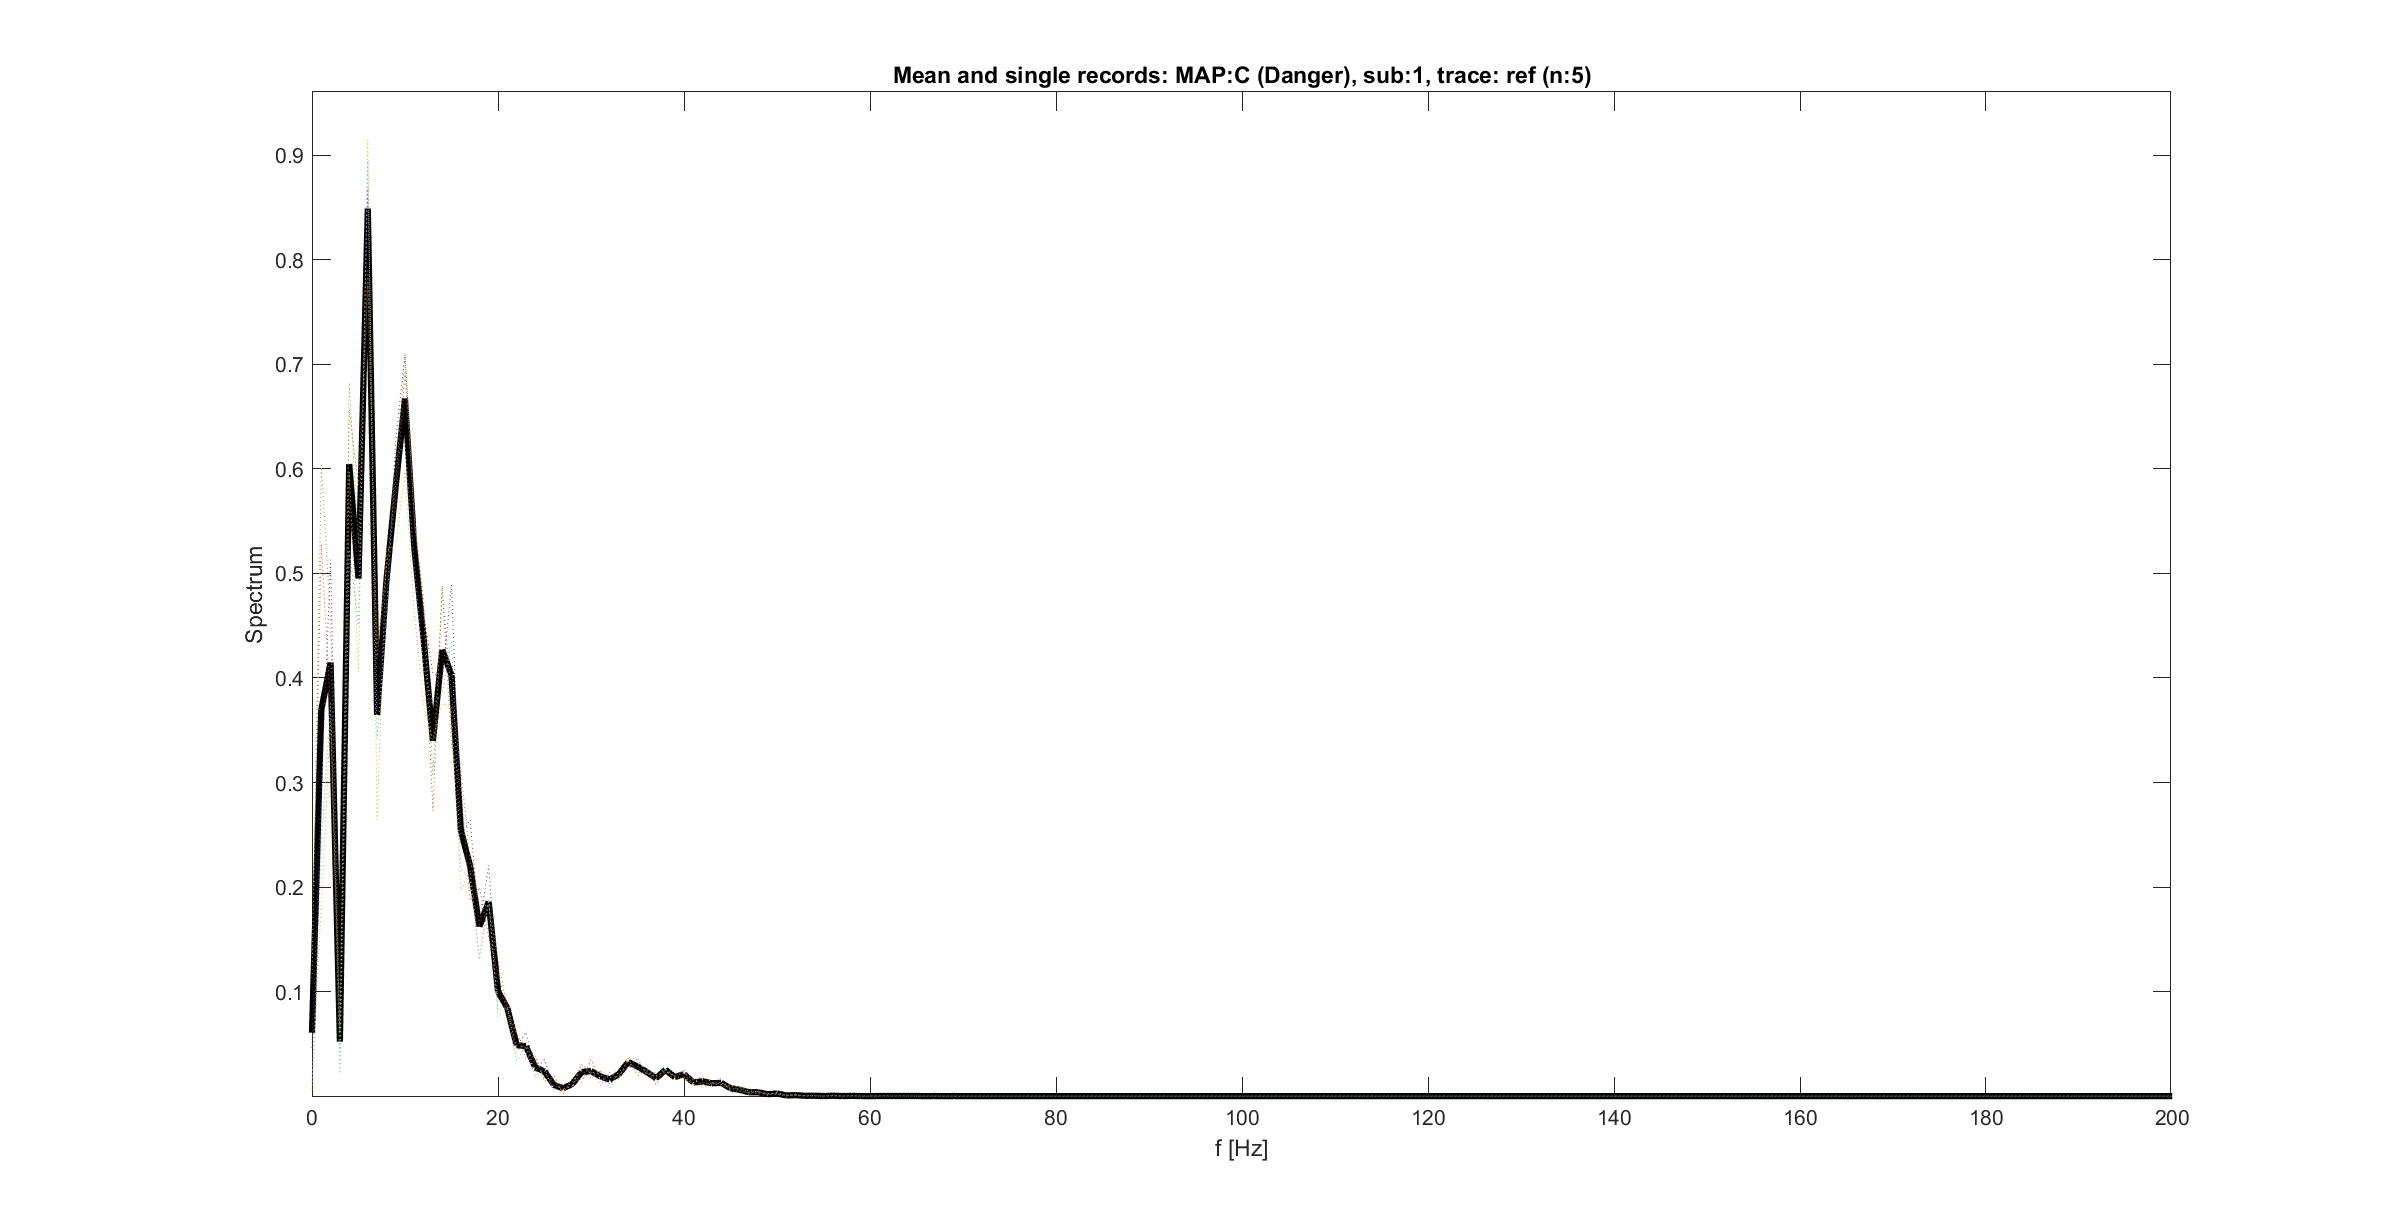 Mean and single records: MAP:C (Danger), sub:1, trace: ref (n:5)
0.9
0.8
0.7
0.6
0.5
0.4
0.3
0.2
0.1
Spectrum
0 20 40 60 80 100 120 140 160 180 200
f [Hz]